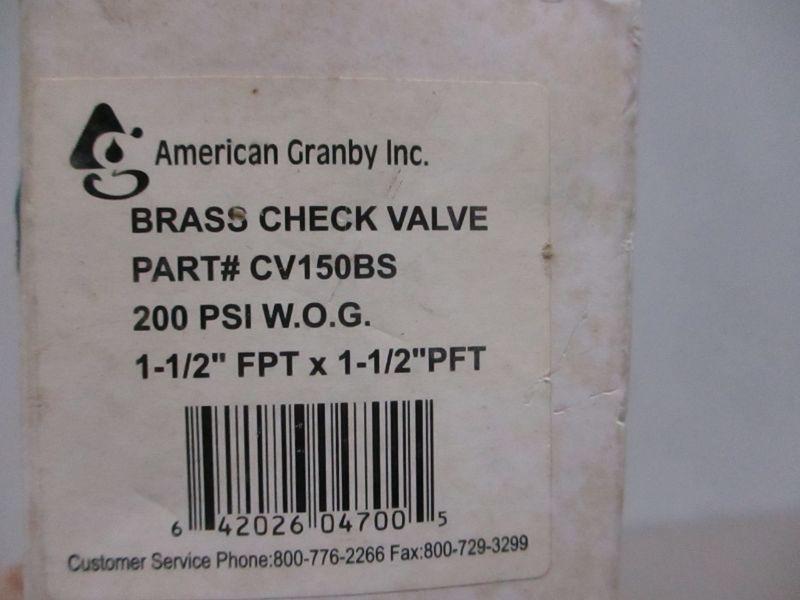 American Granby Inc.
BRASS CHECK VALVE
PART# CV150BS
200 PSI W.O.G.
1-1/2" FPT x 1-1/2"PFT
6 42026 04700 5
Customer Service Phone:800-776-2266 Fax:800-729-3299